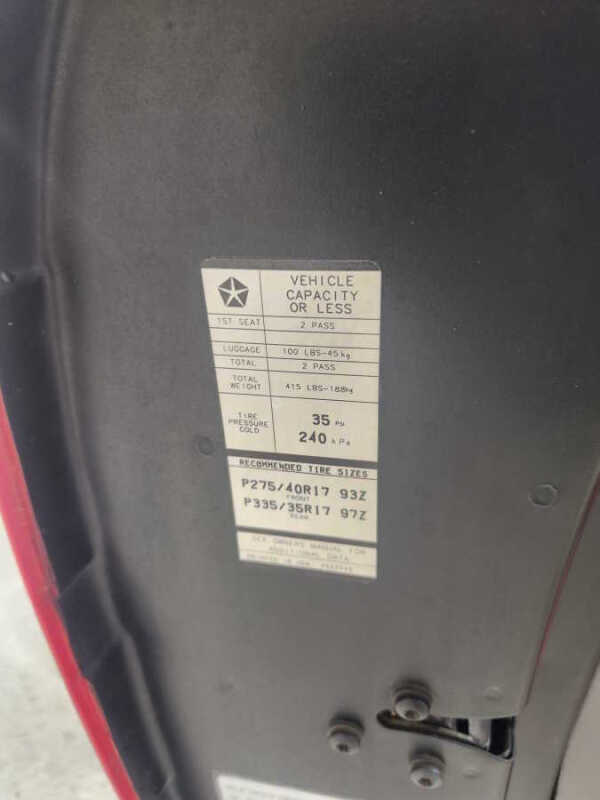 VEHICLE
CAPACITY
OR LESS
1ST SEAT 2 PASS
LUGGAGE 100 LBS-45kg
TOTAL 2 PASS
TOTAL
WEIGHT 415 LBS-188kg
TIRE
PRESSURE
COLD
35 PSI
240 kPa
RECOMMENDED TIRE SIZES
P275/40R17 93Z
FRONT
P335/35R17 97Z
REAR
SEE OWNERS MANUAL FOR
ADDITIONAL DATA